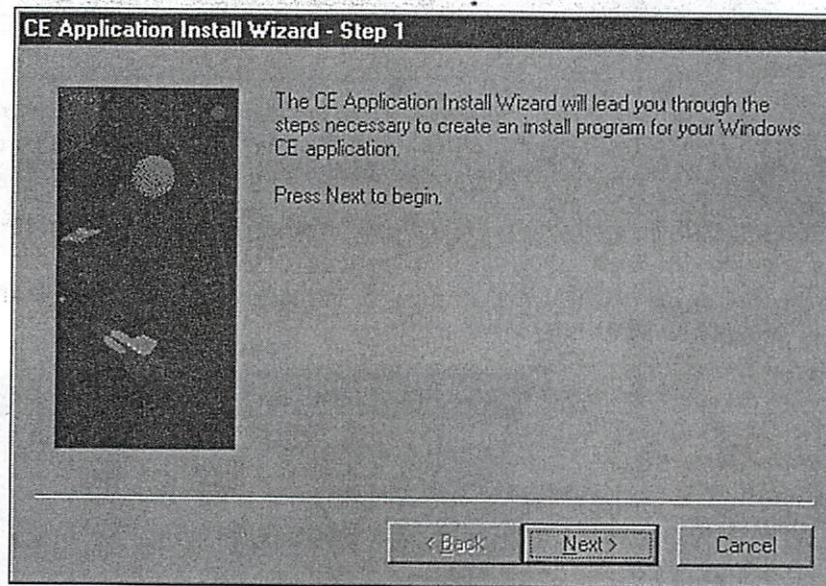 CE Application Install Wizard - Step 1
The CE Application Install Wizard will lead you through the
steps necessary to create an install program for your Windows
CE application.
Press Next to begin.
< Back
Next >
Cancel